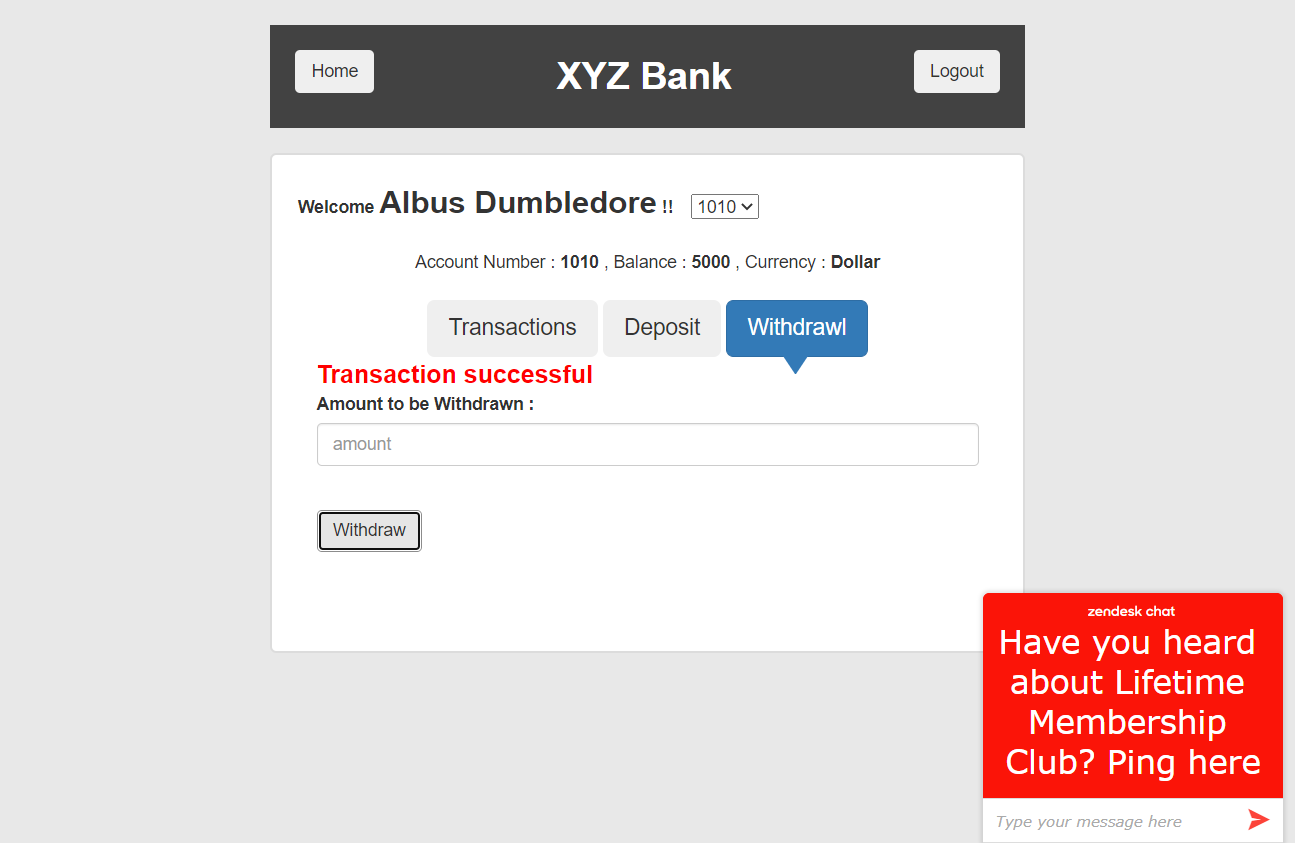 Home XYZ Bank Logout
Welcome Albus Dumbledore !! 1010
Account Number : 1010 , Balance : 5000 , Currency : Dollar
Transactions Deposit Withdrawl
Transaction successful
Amount to be Withdrawn :
amount
Withdraw
zendesk chat
Have you heard
about Lifetime
Membership
Club? Ping here
Type your message here